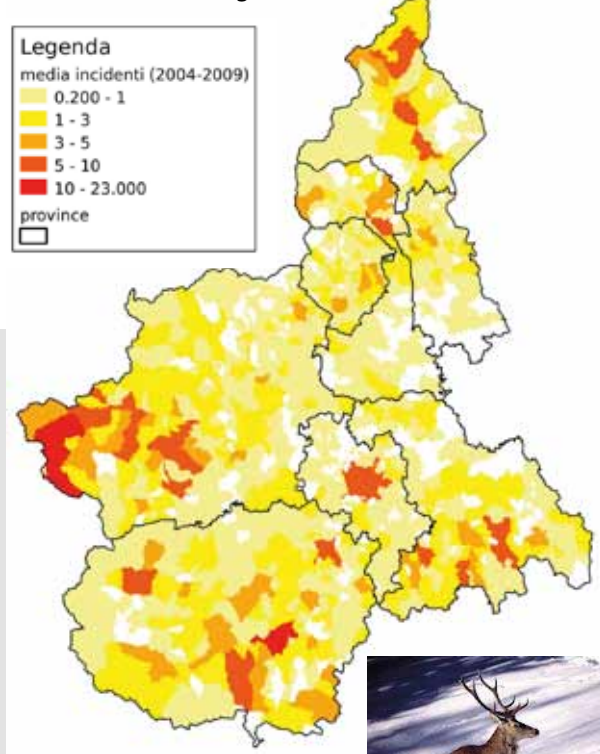 Legenda
media incidenti (2004-2009)
0.200 - 1
1 - 3
3 - 5
5 - 10
10 - 23.000
province